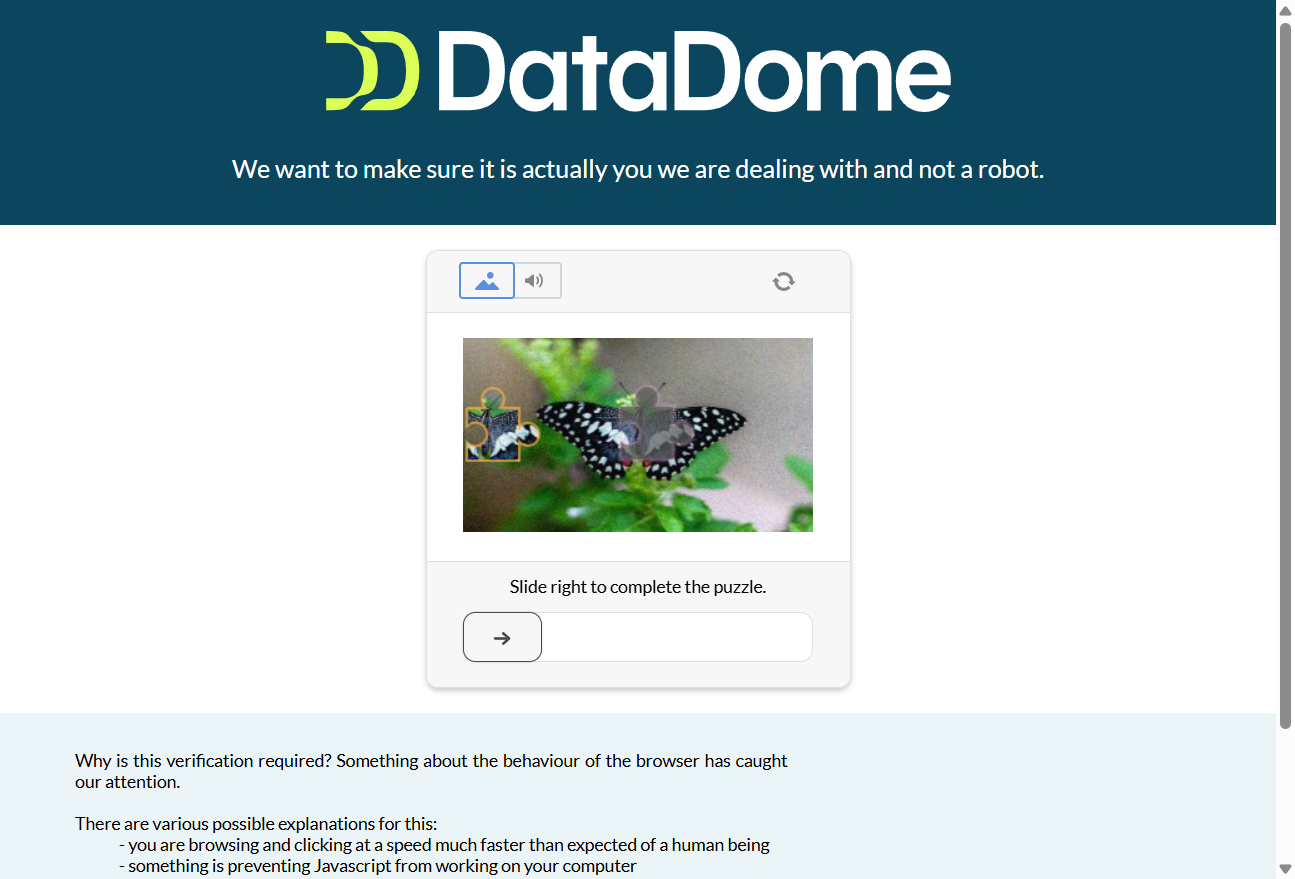 DataDome
We want to make sure it is actually you we are dealing with and not a robot.
Slide right to complete the puzzle.
Why is this verification required? Something about the behaviour of the browser has caught
our attention.
There are various possible explanations for this:
- you are browsing and clicking at a speed much faster than expected of a human being
- something is preventing Javascript from working on your computer